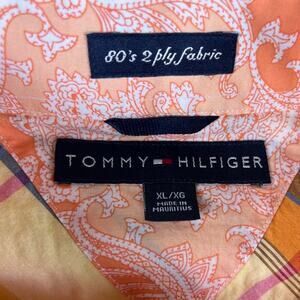 80's 2 ply fabric
TOMMY HILFIGER
XL/XG
MADE IN
MAURITIUS